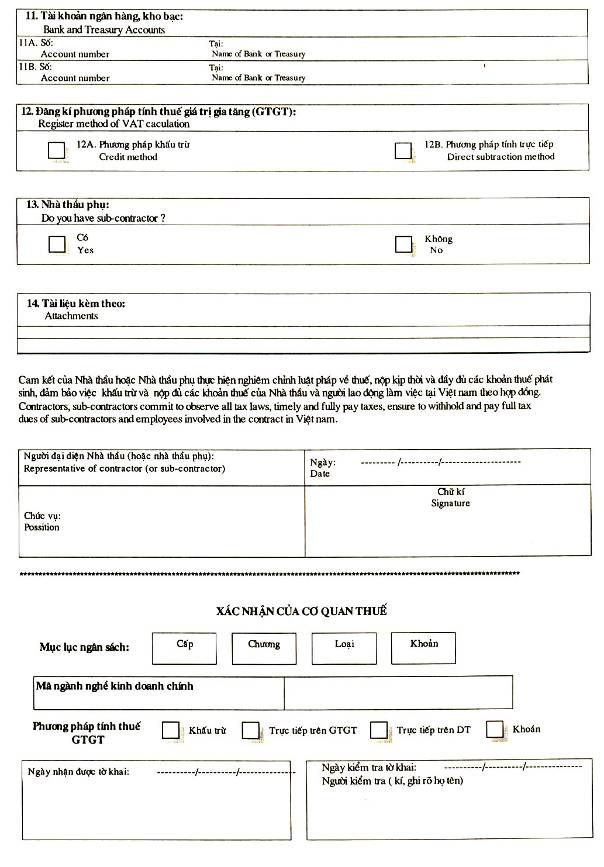 11. Tài khoản ngân hàng, kho bạc:
Bank and Treasury Accounts
11A. Số: Tại:
Account number Name of Bank or Treasury
11B. Số: Tại:
Account number Name of Bank or Treasury
12. Đăng kí phương pháp tính thuế giá trị gia tăng (GTGT):
Register method of VAT caculation
12A. Phương pháp khấu trừ 12B. Phương pháp tính trực tiếp
Credit method Direct subtraction method
13. Nhà thầu phụ:
Do you have sub-contractor ?
Có Không
Yes No
14. Tài liệu kèm theo:
Attachments
Cam kết của Nhà thầu hoặc Nhà thầu phụ thực hiện nghiêm chỉnh luật pháp về thuế, nộp kịp thời và đầy đủ các khoản thuế phát
sinh, đảm bảo việc khấu trừ và nộp đủ các khoản thuế của Nhà thầu và người lao động làm việc tại Việt nam theo hợp đồng.
Contractors, sub-contractors commit to observe all tax laws, timely and fully pay taxes, ensure to withhold and pay full tax
dues of sub-contractors and employees involved in the contract in Việt nam.
Người đại diện Nhà thầu (hoặc nhà thầu phụ): Ngày: --------- /----------/---------------------
Representative of contractor (or sub-contractor) Date
Chữ kí
Signature
Chức vụ:
Possition
XÁC NHẬN CỦA CƠ QUAN THUẾ
Mục lục ngân sách: Cấp Chương Loại Khoản
Mã ngành nghề kinh doanh chính
Phương pháp tính thuế GTGT Khấu trừ Trực tiếp trên GTGT Trực tiếp trên DT Khoán
Ngày nhận được tờ khai: ----------/----------/---------------
Ngày kiểm tra tờ khai: ----------/----------/---------------
Người kiểm tra ( kí, ghi rõ họ tên)